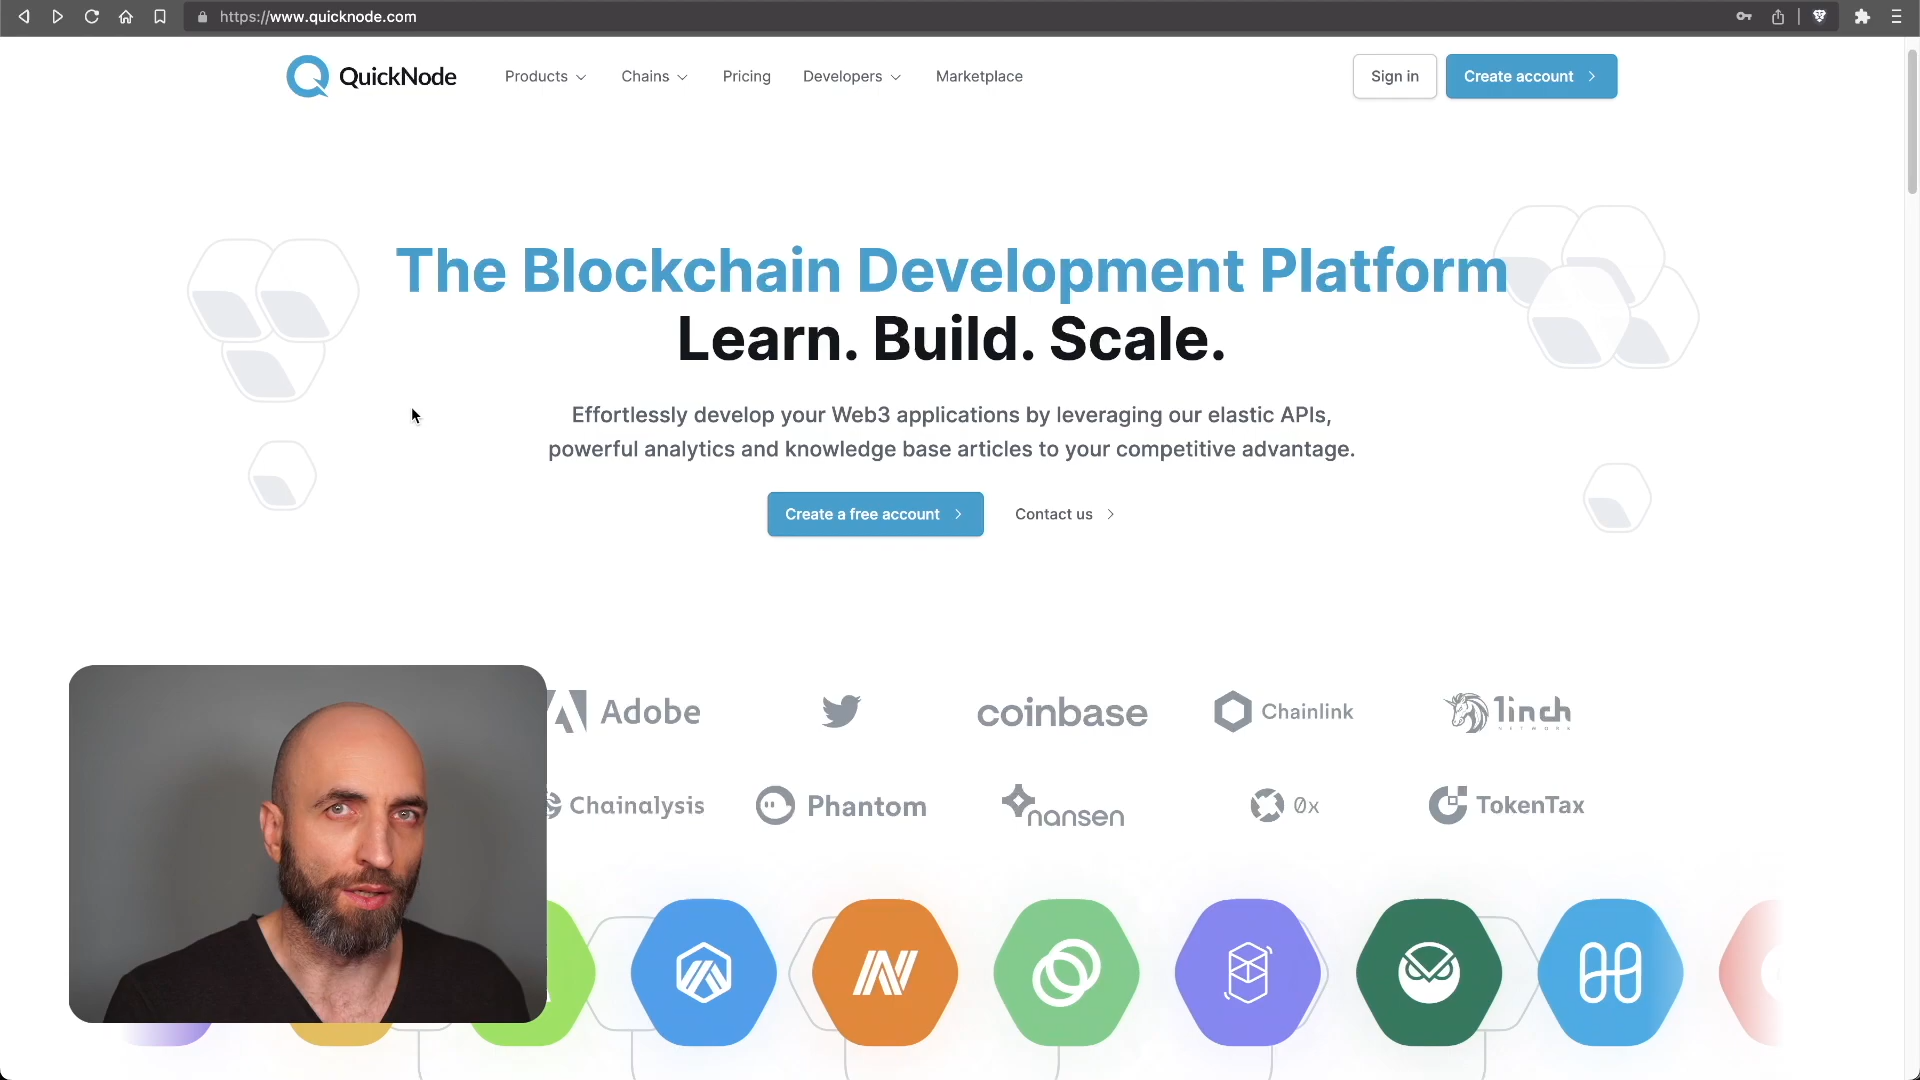 https://www.quicknode.com
QuickNode
Products
Chains
Pricing
Developers
Marketplace
Sign in
Create account
The Blockchain Development Platform
Learn. Build. Scale.
Effortlessly develop your Web3 applications by leveraging our elastic APIs,
powerful analytics and knowledge base articles to your competitive advantage.
Create a free account
Contact us
Adobe
coinbase
Chainlink
1inch
NETWORK
Chainalysis
Phantom
nansen
0x
TokenTax